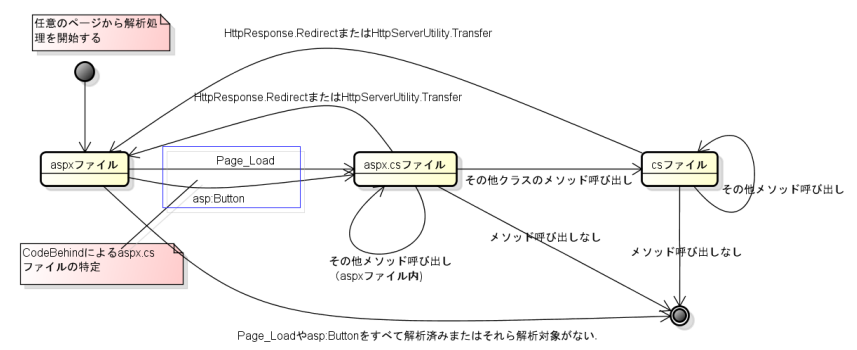 任意のページから解析処
理を開始する
HttpResponse.RedirectまたはHttpServerUtility.Transfer
HttpResponse.RedirectまたはHttpServerUtility.Transfer
aspxファイル
Page_Load
asp:Button
aspx.csファイル
その他クラスのメソッド呼び出し
csファイル
その他メソッド呼び出し
CodeBehindによるaspx.cs
ファイルの特定
その他メソッド呼び出し
(aspxファイル内)
メソッド呼び出しなし
メソッド呼び出しなし
Page_Loadやasp:Buttonをすべて解析済みまたはそれら解析対象がない.